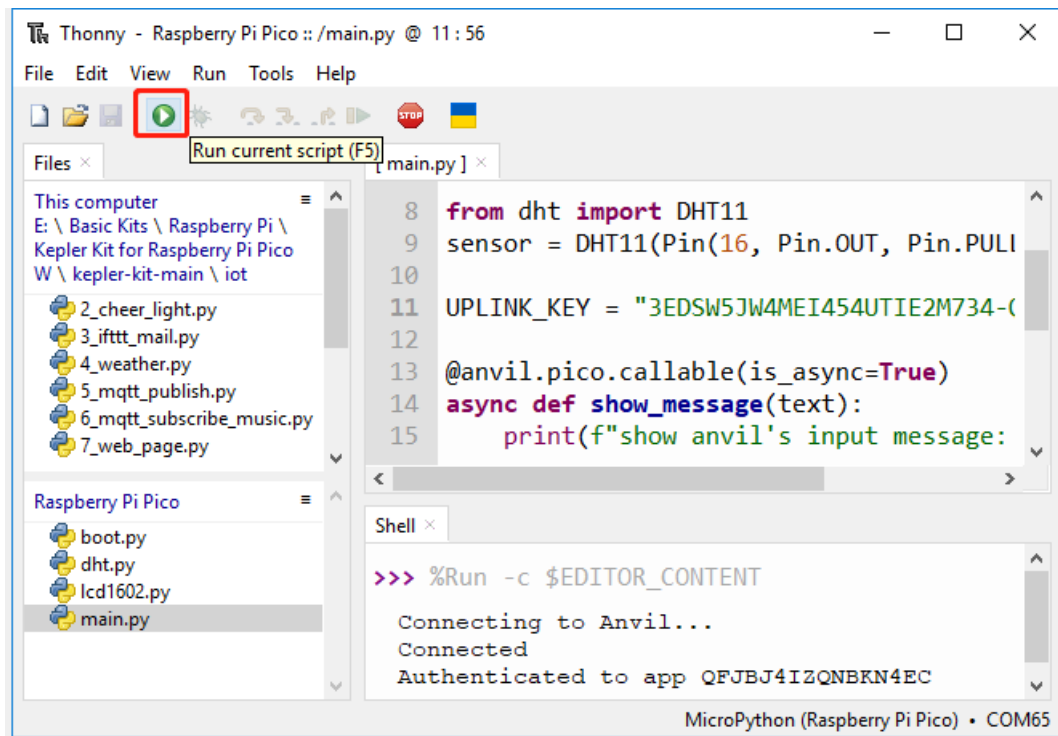 Thonny - Raspberry Pi Pico :: /main.py @ 11 : 56
File Edit View Run Tools Help
STOP
Run current script (F5)
Files
This computer
E: \ Basic Kits \ Raspberry Pi \
Kepler Kit for Raspberry Pi Pico
W \ kepler-kit-main \ iot
2_cheer_light.py
3_ifttt_mail.py
4_weather.py
5_mqtt_publish.py
6_mqtt_subscribe_music.py
7_web_page.py
Raspberry Pi Pico
boot.py
dht.py
lcd1602.py
main.py
[ main.py ]
8 from dht import DHT11
9 sensor = DHT11(Pin(16, Pin.OUT, Pin.PULL
10
11 UPLINK_KEY = "3EDSW5JW4MEI454UTIE2M734-
12
13 @anvil.pico.callable(is_async=True)
14 async def show_message(text):
15 print(f"show anvil's input message:
Shell
>>> %Run -c $EDITOR_CONTENT
Connecting to Anvil...
Connected
Authenticated to app QFJBJ4IZQNBKN4EC
MicroPython (Raspberry Pi Pico) • COM65